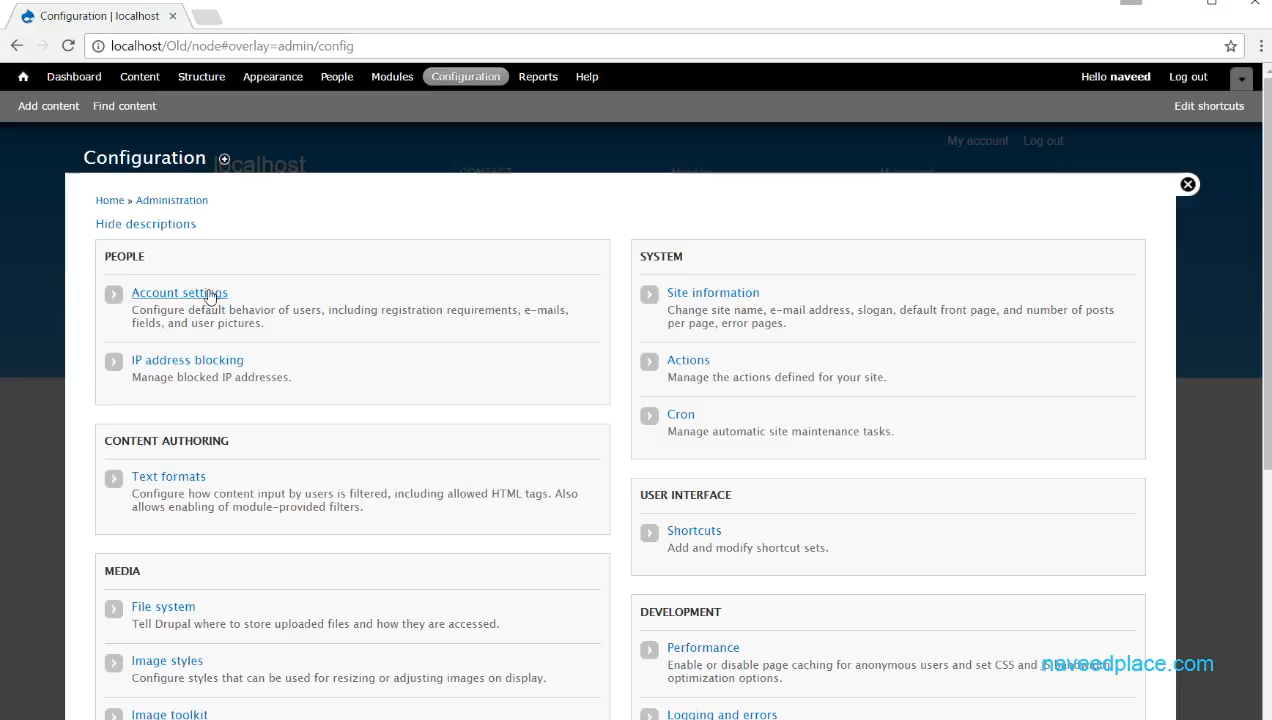 Configuration | localhost
localhost/Old/node#overlay=admin/config
Dashboard Content Structure Appearance People Modules Configuration Reports Help Hello naveed Log out
Add content Find content Edit shortcuts
My account Log out
Configuration
localhost
Home » Administration
Hide descriptions
PEOPLE
Account settings
Configure default behavior of users, including registration requirements, e-mails,
fields, and user pictures.
IP address blocking
Manage blocked IP addresses.
CONTENT AUTHORING
Text formats
Configure how content input by users is filtered, including allowed HTML tags. Also
allows enabling of module-provided filters.
MEDIA
File system
Tell Drupal where to store uploaded files and how they are accessed.
Image styles
Configure styles that can be used for resizing or adjusting images on display.
Image toolkit
SYSTEM
Site information
Change site name, e-mail address, slogan, default front page, and number of posts
per page, error pages.
Actions
Manage the actions defined for your site.
Cron
Manage automatic site maintenance tasks.
USER INTERFACE
Shortcuts
Add and modify shortcut sets.
DEVELOPMENT
Performance
Enable or disable page caching for anonymous users and set CSS and JS bandwidth
optimization options.
Logging and errors
naveedplace.com